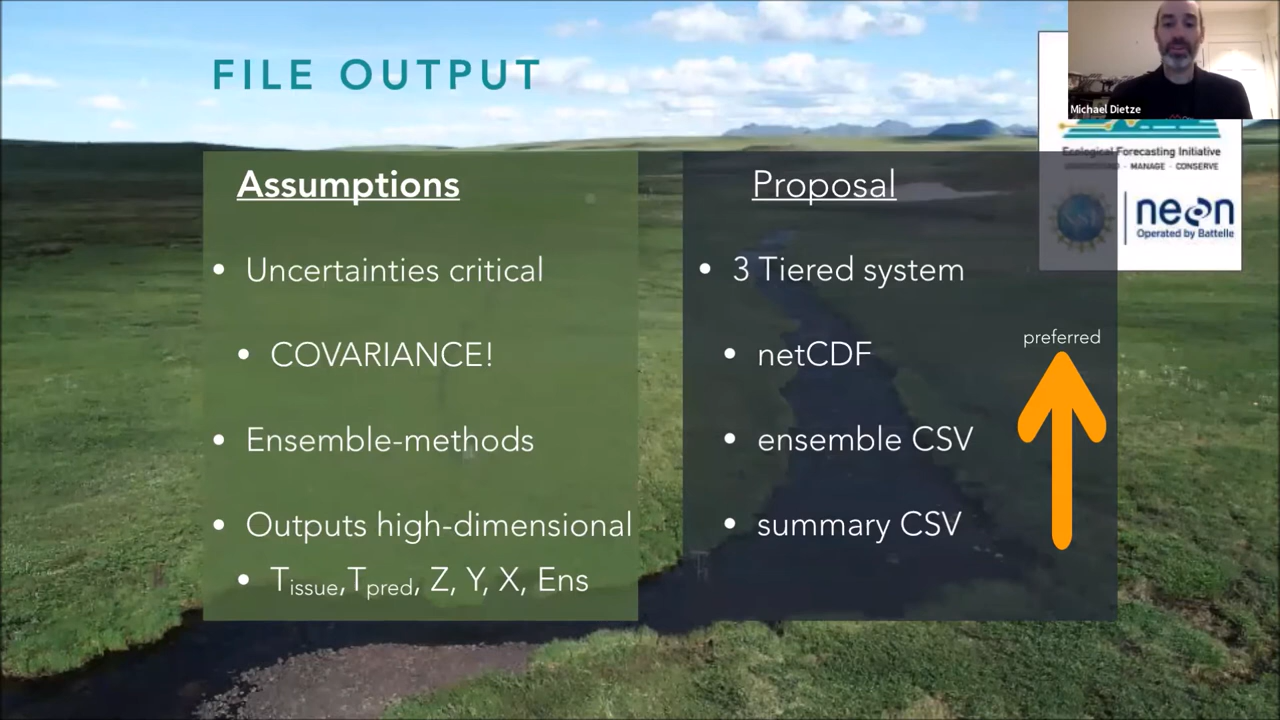 FILE OUTPUT
Michael Dietze
Ecological Forecasting Initiative
· MANAGE · CONSERVE
neon
Operated by Battelle
Assumptions
• Uncertainties critical
• COVARIANCE!
• Ensemble-methods
• Outputs high-dimensional
• Tissue, Tpred, Z, Y, X, Ens
Proposal
• 3 Tiered system
• netCDF
• ensemble CSV
• summary CSV
preferred